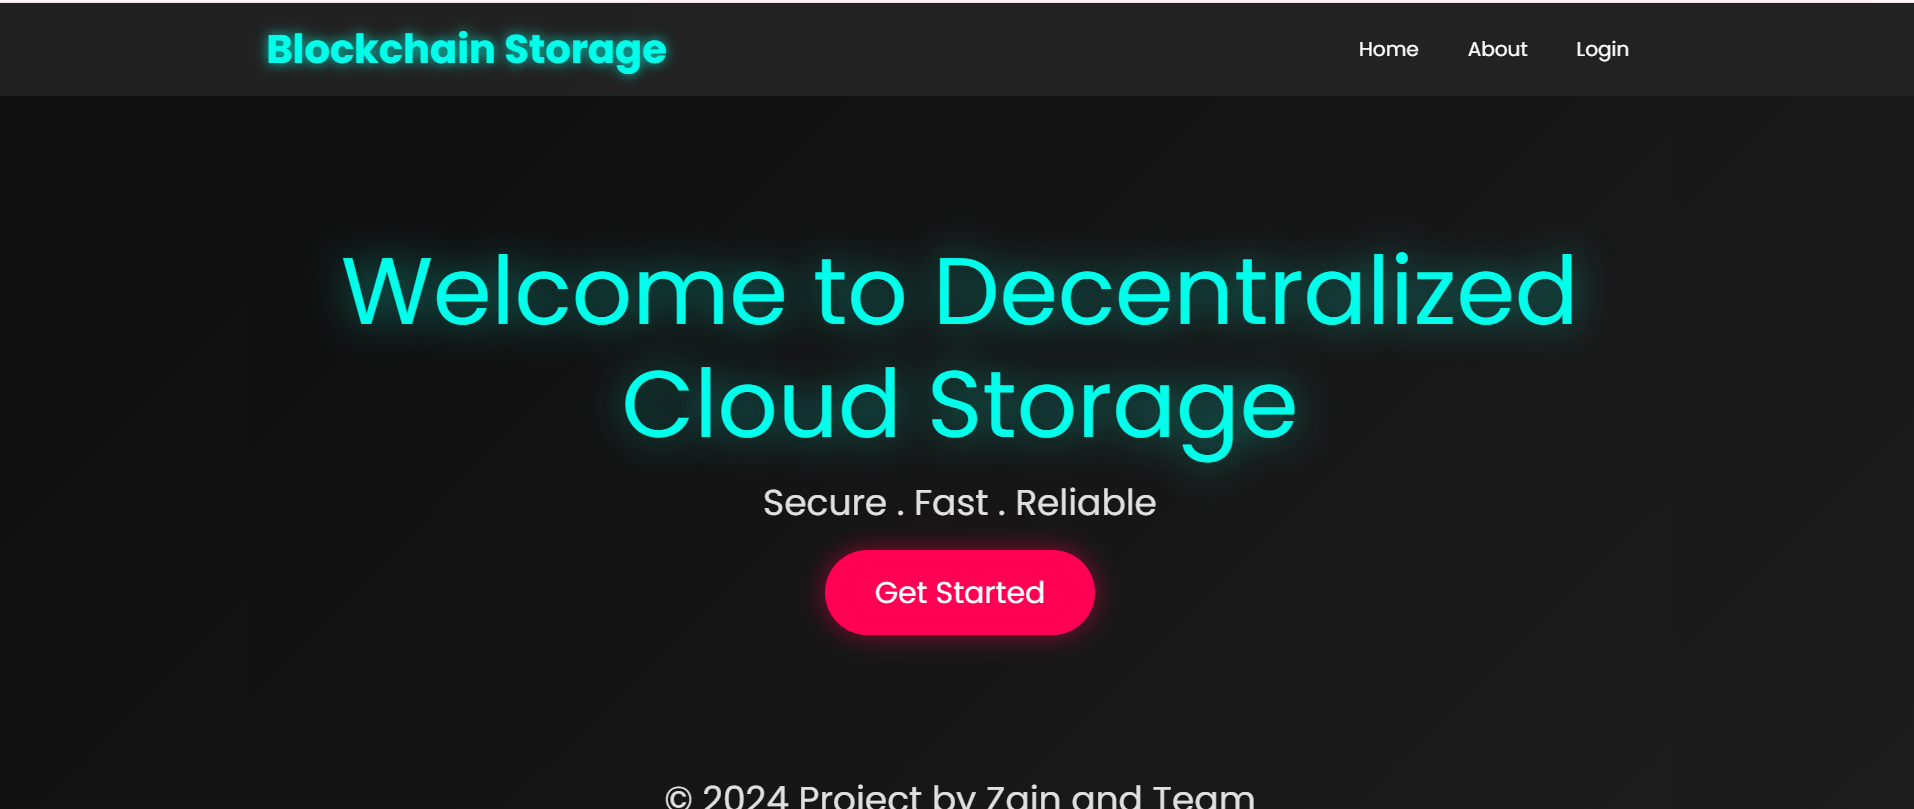 Blockchain Storage
Home About Login
Welcome to Decentralized
Cloud Storage
Secure . Fast . Reliable
Get Started
© 2024 Project by Zain and Team